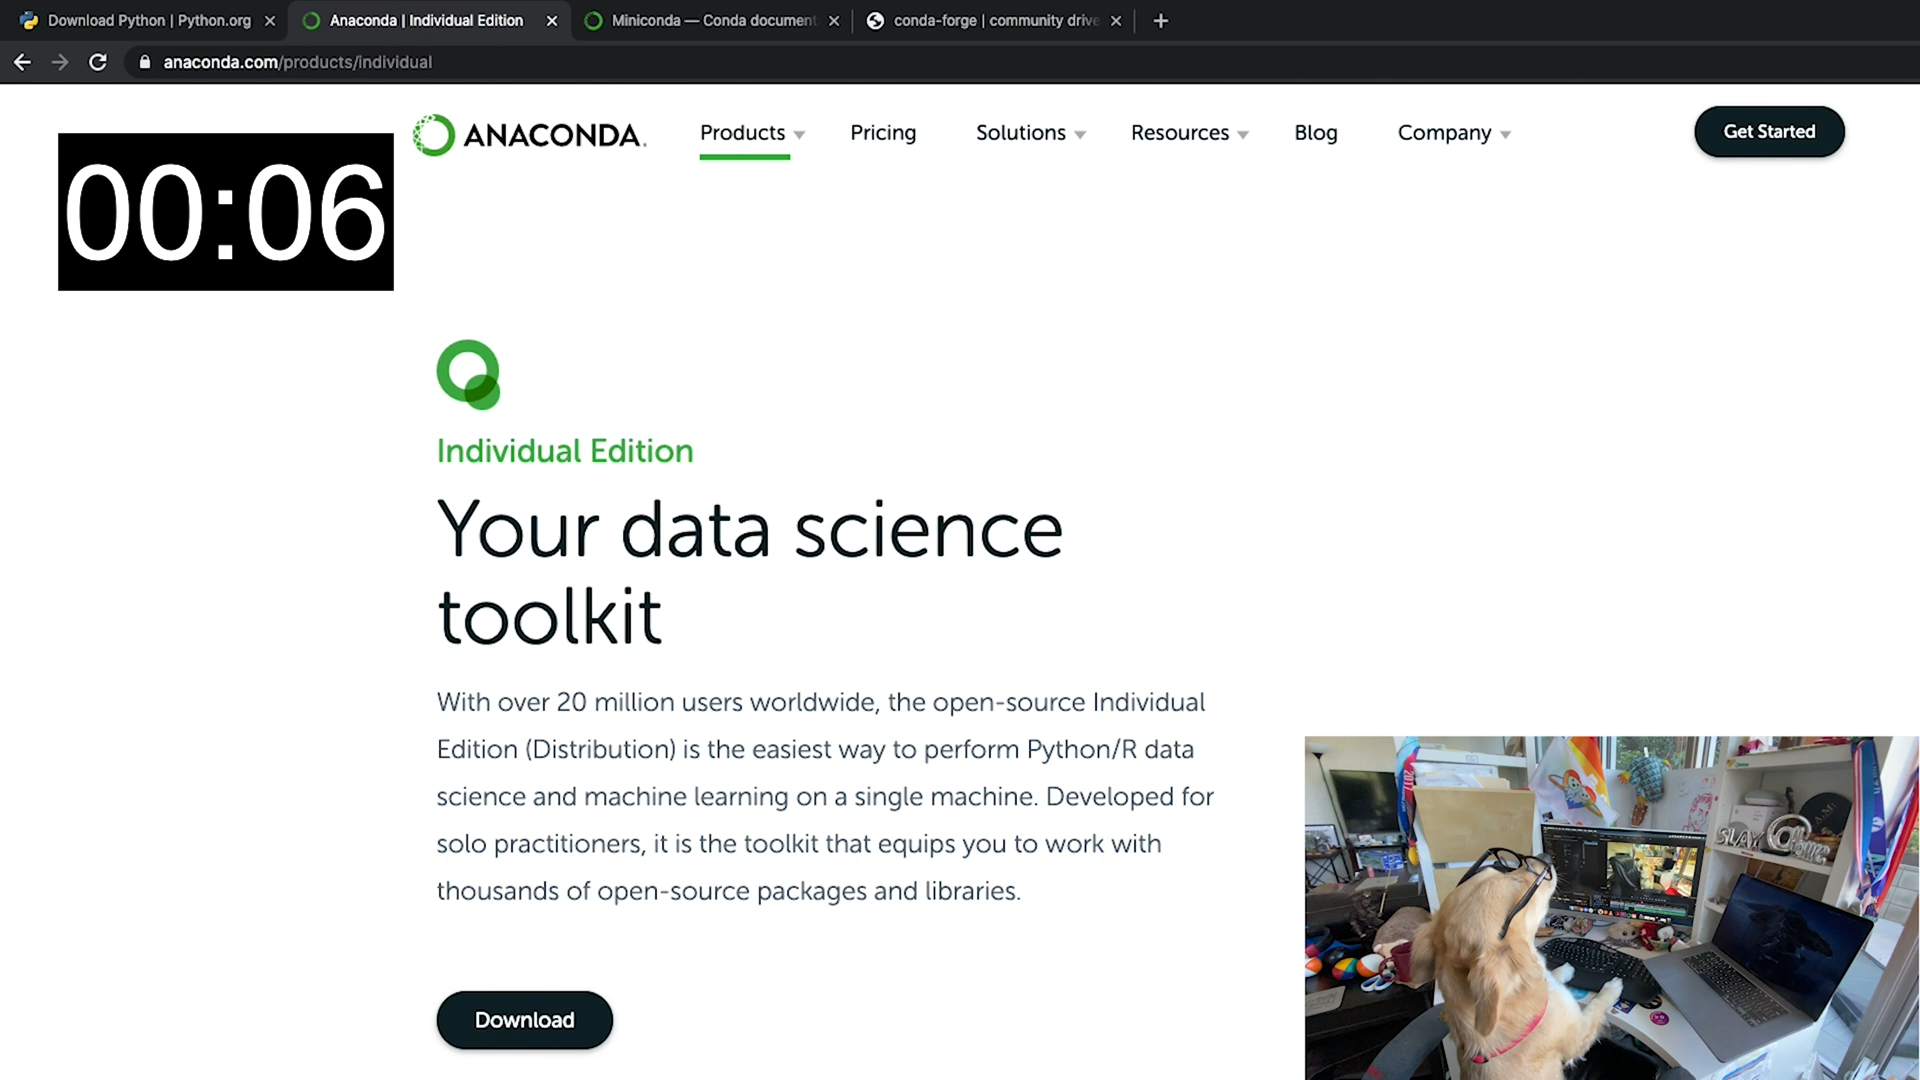 Download Python | Python.org
Anaconda | Individual Edition
Miniconda — Conda document
conda-forge | community drive
anaconda.com/products/individual
ANACONDA.
Products
Pricing
Solutions
Resources
Blog
Company
Get Started
00:06
Individual Edition
Your data science
toolkit
With over 20 million users worldwide, the open-source Individual
Edition (Distribution) is the easiest way to perform Python/R data
science and machine learning on a single machine. Developed for
solo practitioners, it is the toolkit that equips you to work with
thousands of open-source packages and libraries.
Download
2017
SLAY